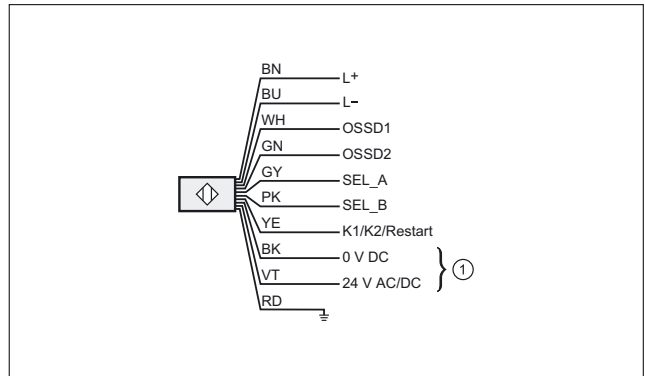 BN L+
BU L–
WH OSSD1
GN OSSD2
GY SEL_A
PK SEL_B
YE K1/K2/Restart
BK 0 V DC
VT 24 V AC/DC
1
RD